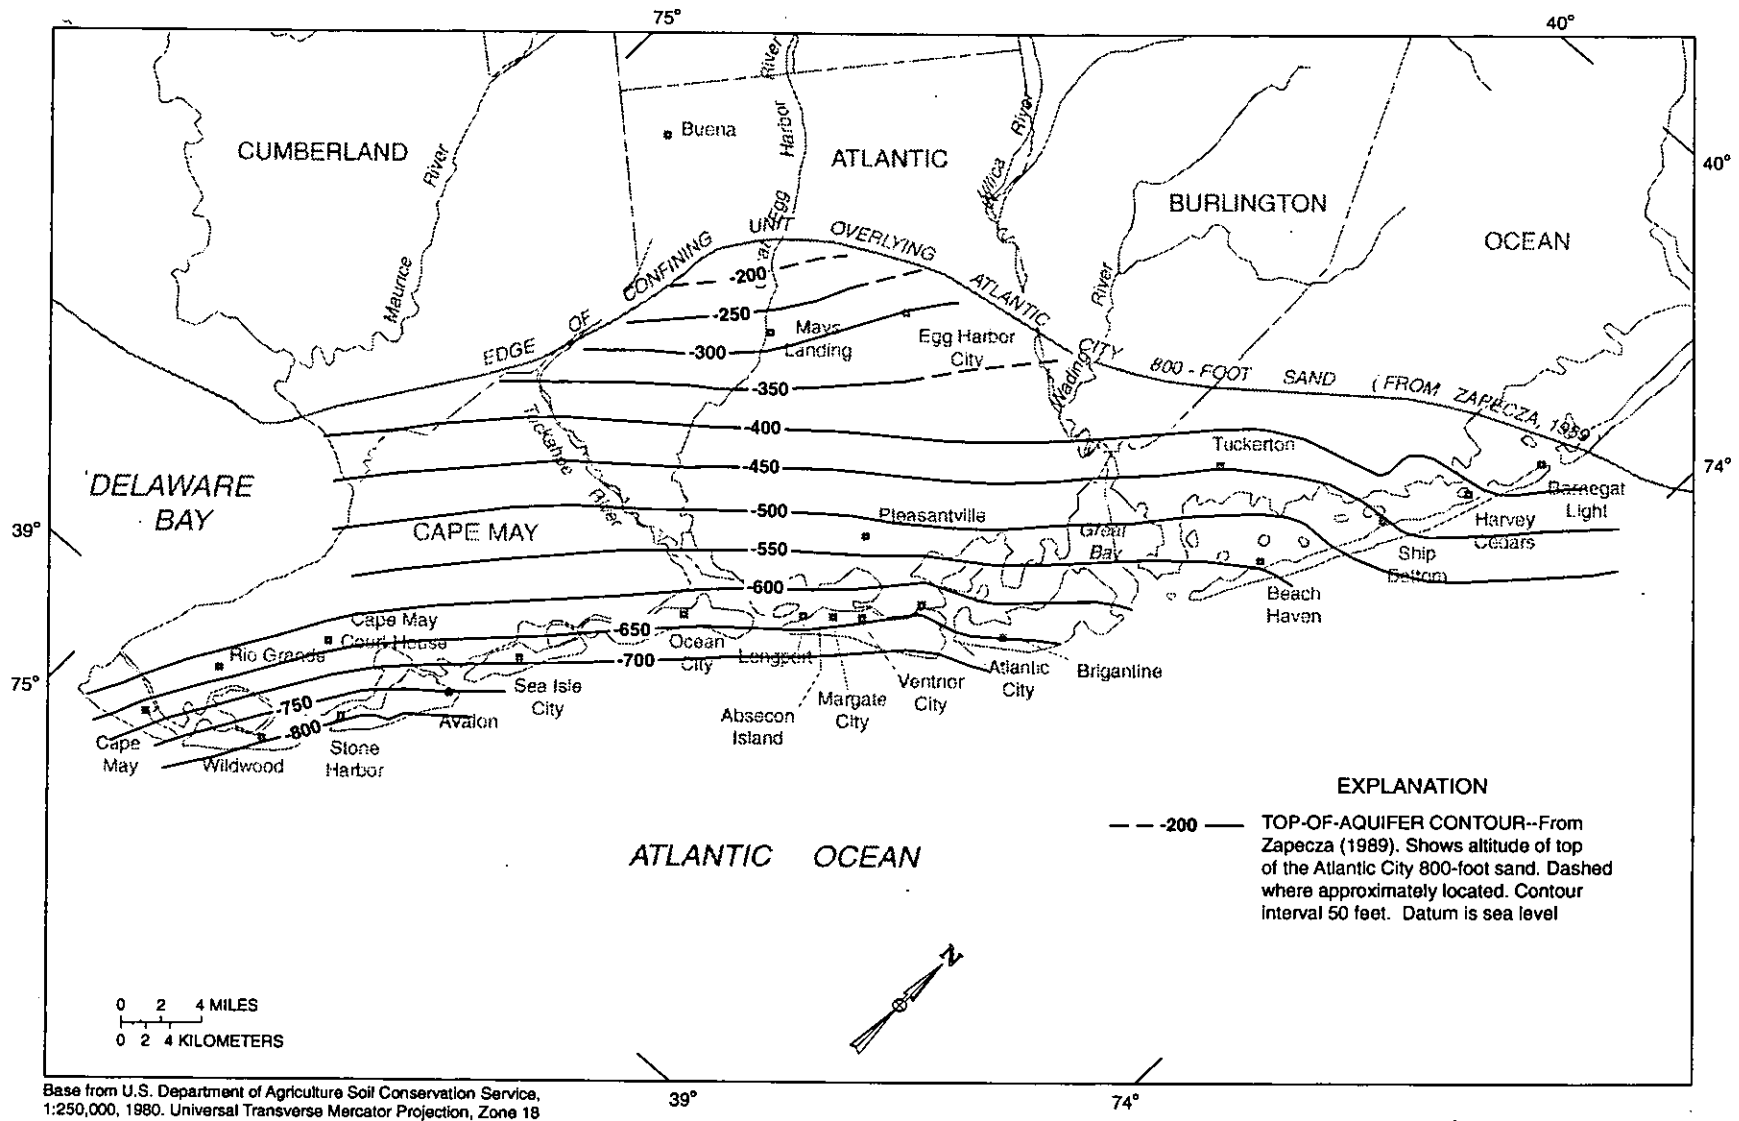 75°
40°
River
Harbor
Egg
Buena
CUMBERLAND
River
Maurice
ATLANTIC
River
BURLINGTON
40°
OCEAN
EDGE OF CONFINING UNIT OVERLYING ATLANTIC CITY 800 - FOOT SAND (FROM ZAPECZA, 1989)
River
Wading
-200
-250
Mays
Landing
Egg Harbor
City
-300
-350
-400
Tuckerton
-450
74°
DELAWARE
BAY
River
-500
Pleasantville
Barnegat
Light
39°
CAPE MAY
Great
Bay
Harvey
Cedars
-550
Ship
Bottom
-600
Beach
Haven
Cape May
Court House
-650
Ocean
City
Longport
Rio Grande
-700
Atlantic
City
Brigantine
75°
Sea Isle
City
Ventnor
City
Margate
City
Absecon
Island
-750
-800
Avalon
Cape
May
Wildwood
Stone
Harbor
EXPLANATION
-200
TOP-OF-AQUIFER CONTOUR--From
Zapecza (1989). Shows altitude of top
of the Atlantic City 800-foot sand. Dashed
where approximately located. Contour
interval 50 feet. Datum is sea level
ATLANTIC OCEAN
N
0 2 4 MILES
0 2 4 KILOMETERS
Base from U.S. Department of Agriculture Soil Conservation Service,
1:250,000, 1980. Universal Transverse Mercator Projection, Zone 18
39°
74°